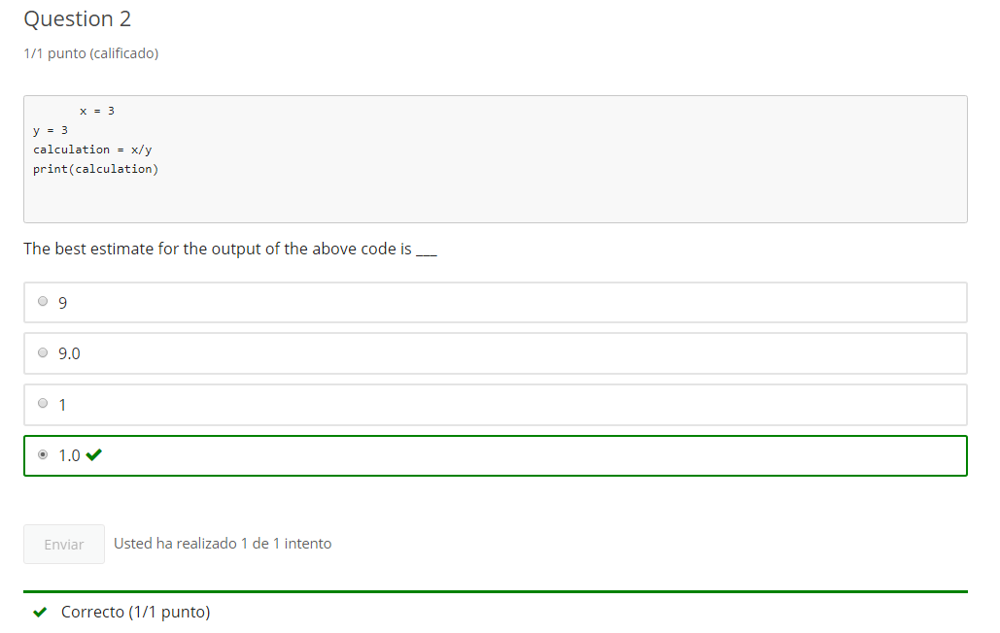 Question 2
1/1 punto (calificado)
x = 3
y = 3
calculation = x/y
print(calculation)
The best estimate for the output of the above code is ___
9
9.0
1
1.0
Enviar Usted ha realizado 1 de 1 intento
Correcto (1/1 punto)